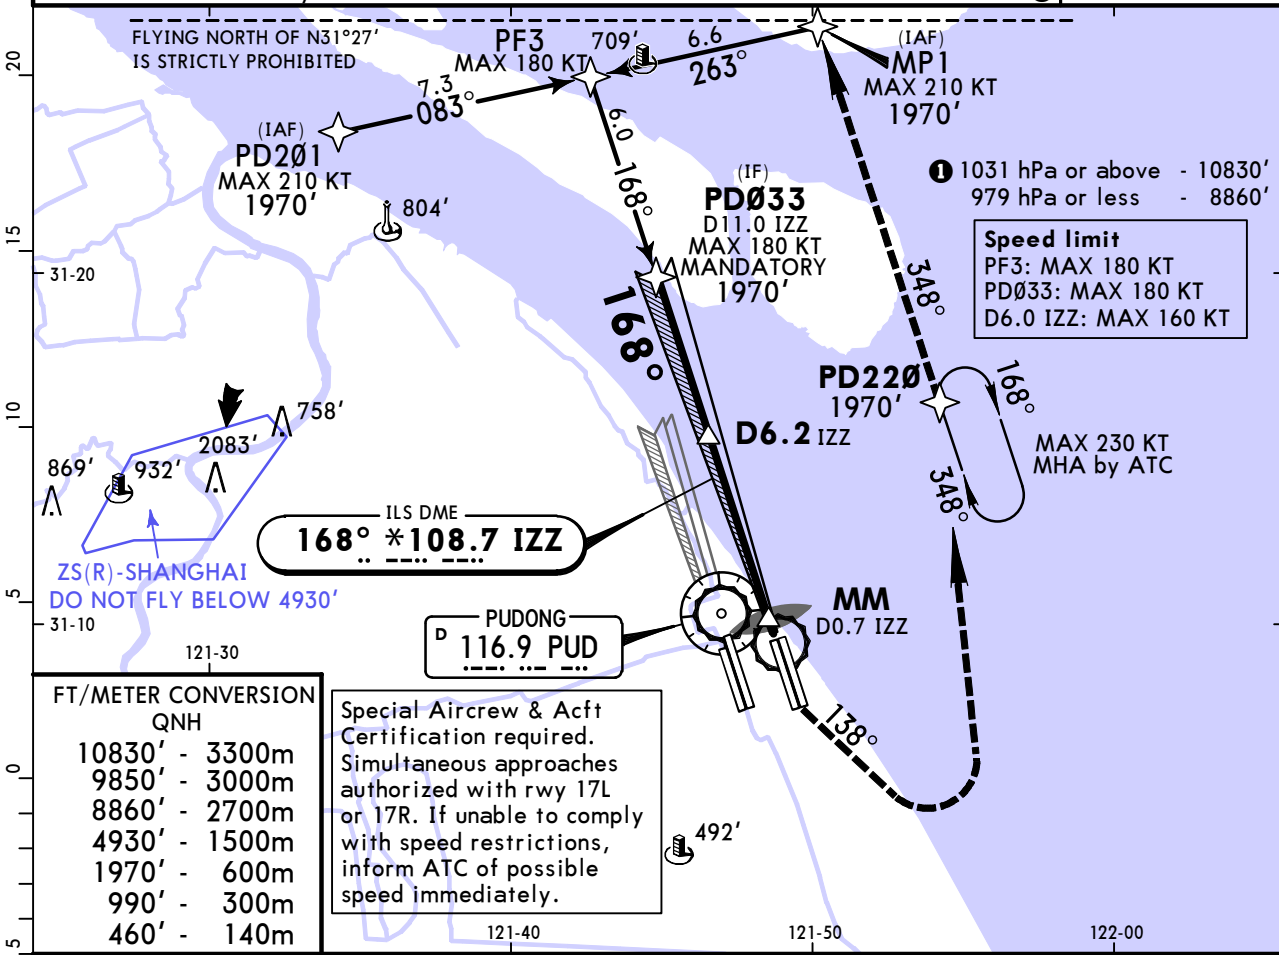 FLYING NORTH OF N31°27'
IS STRICTLY PROHIBITED
PF3
MAX 180 KT
709'
6.6
263°
(IAF)
MP1
MAX 210 KT
1970'
7.3
083°
(IAF)
PD2Ø1
MAX 210 KT
1970'
804'
6.0
168°
(IF)
PDØ33
D11.0 IZZ
MAX 180 KT
MANDATORY
1970'
1 1031 hPa or above - 10830'
979 hPa or less - 8860'
Speed limit
PF3: MAX 180 KT
PDØ33: MAX 180 KT
D6.0 IZZ: MAX 160 KT
20
15
10
5
0
5
31-20
31-10
168°
348°
PD22Ø
1970'
168°
348°
MAX 230 KT
MHA by ATC
D6.2 IZZ
758'
2083'
869'
932'
ZS(R)-SHANGHAI
DO NOT FLY BELOW 4930'
ILS DME
168° *108.7 IZZ
PUDONG
D 116.9 PUD
MM
D0.7 IZZ
138°
121-30
FT/METER CONVERSION
QNH
10830' - 3300m
9850' - 3000m
8860' - 2700m
4930' - 1500m
1970' - 600m
990' - 300m
460' - 140m
Special Aircrew & Acft
Certification required.
Simultaneous approaches
authorized with rwy 17L
or 17R. If unable to comply
with speed restrictions,
inform ATC of possible
speed immediately.
492'
121-40
121-50
122-00